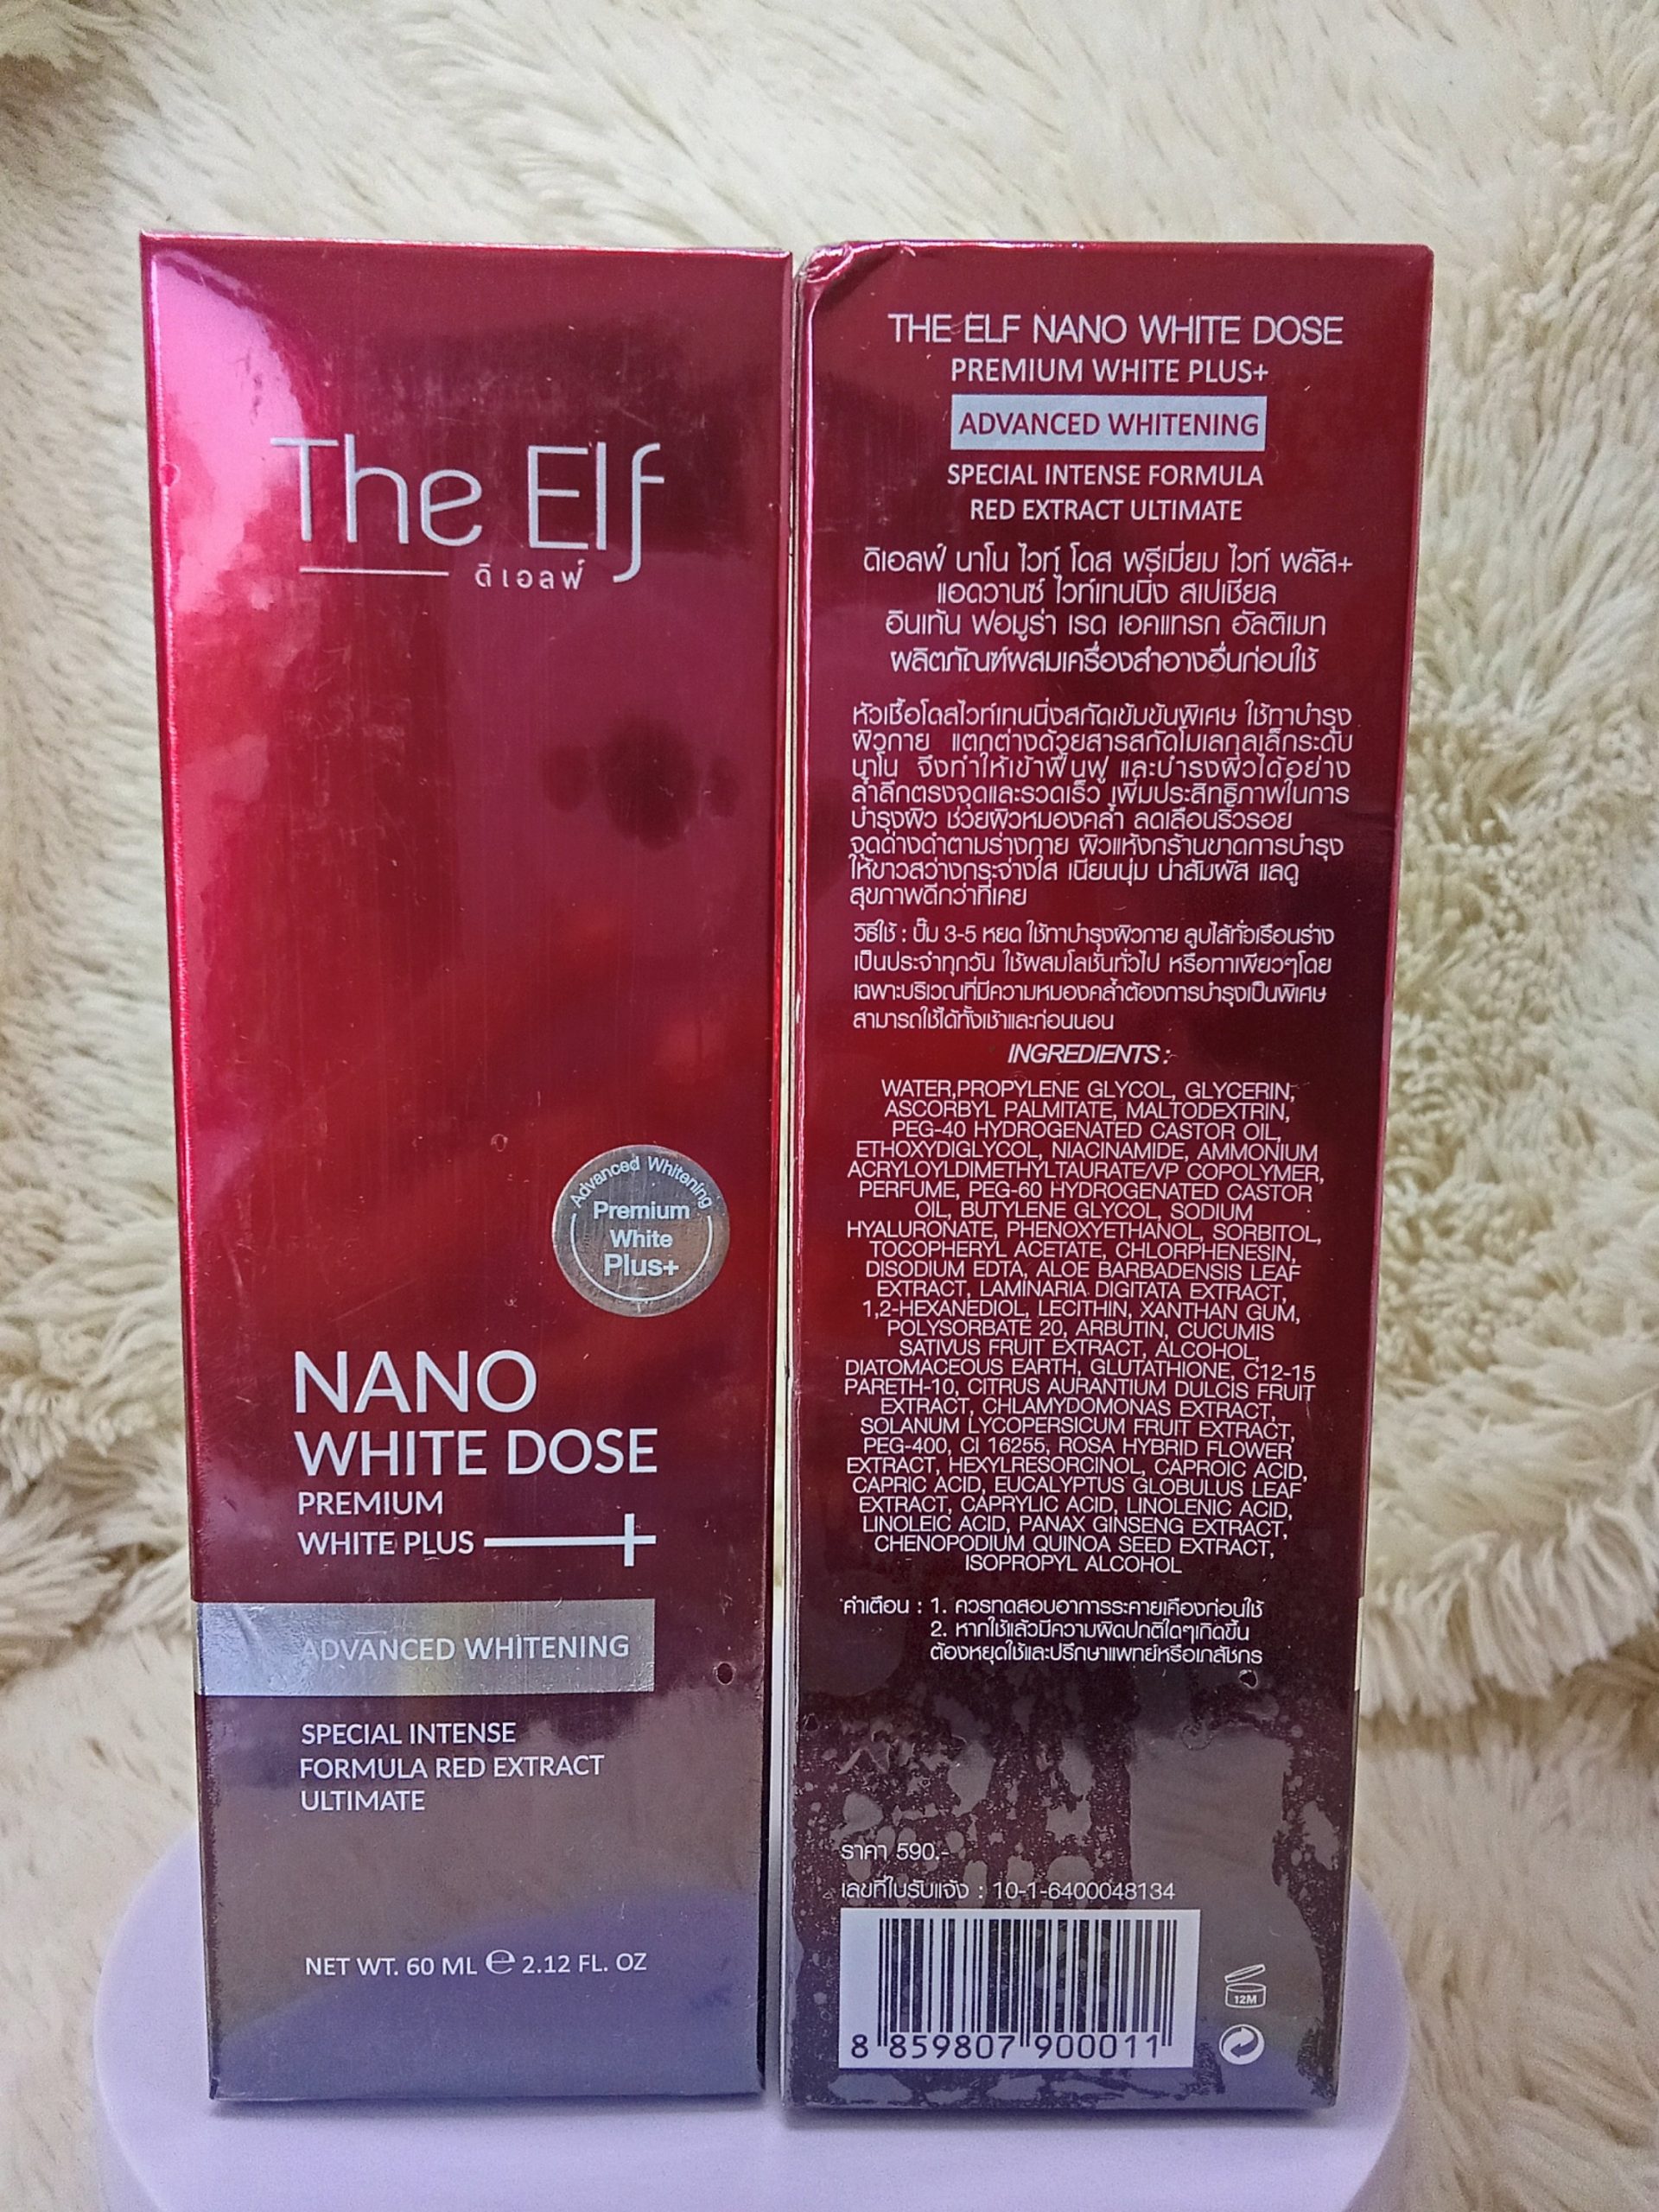 The Elf
ดิเอลฟ์
Advanced Whitening
Premium
White
Plus+
NANO
WHITE DOSE
PREMIUM
WHITE PLUS +
ADVANCED WHITENING
SPECIAL INTENSE
FORMULA RED EXTRACT
ULTIMATE
NET WT. 60 ML ℮ 2.12 FL. OZ
THE ELF NANO WHITE DOSE
PREMIUM WHITE PLUS+
ADVANCED WHITENING
SPECIAL INTENSE FORMULA
RED EXTRACT ULTIMATE
ดิเอลฟ์ นาโน ไวท์ โดส พรีเมี่ยม ไวท์ พลัส+
แอดวานซ์ ไวท์เทนนิ่ง สเปเชียล
อินเท้น ฟอมูร่า เรด เอคแทรก อัลติเมท
ผลิตภัณฑ์ผสมเครื่องสำอางอื่นก่อนใช้
หัวเชื้อโดสไวท์เทนนิ่งสกัดเข้มข้นพิเศษ ใช้ทาบำรุง
ผิวกาย แตกต่างด้วยสารสกัดโมเลกุลเล็กระดับ
นาโน จึงทำให้เข้าฟื้นฟู และบำรุงผิวได้อย่าง
ล้ำลึกตรงจุดและรวดเร็ว เพิ่มประสิทธิภาพในการ
บำรุงผิว ช่วยผิวหมองคล้ำ ลดเลือนริ้วรอย
จุดด่างดำตามร่างกาย ผิวแห้งกร้านขาดการบำรุง
ให้ขาวสว่างกระจ่างใส เนียนนุ่ม น่าสัมผัส แลดู
สุขภาพดีกว่าที่เคย
วิธีใช้ : ปั๊ม 3-5 หยด ใช้ทาบำรุงผิวกาย ลูบไล้ทั่วเรือนร่าง
เป็นประจำทุกวัน ใช้ผสมโลชั่นทั่วไป หรือทาเพียวๆโดย
เฉพาะบริเวณที่มีความหมองคล้ำต้องการบำรุงเป็นพิเศษ
สามารถใช้ได้ทั้งเช้าและก่อนนอน
INGREDIENTS :
WATER,PROPYLENE GLYCOL, GLYCERIN,
ASCORBYL PALMITATE, MALTODEXTRIN,
PEG-40 HYDROGENATED CASTOR OIL,
ETHOXYDIGLYCOL, NIACINAMIDE, AMMONIUM
ACRYLOYLDIMETHYLTAURATE/VP COPOLYMER,
PERFUME, PEG-60 HYDROGENATED CASTOR
OIL, BUTYLENE GLYCOL, SODIUM
HYALURONATE, PHENOXYETHANOL, SORBITOL,
TOCOPHERYL ACETATE, CHLORPHENESIN,
DISODIUM EDTA, ALOE BARBADENSIS LEAF
EXTRACT, LAMINARIA DIGITATA EXTRACT,
1,2-HEXANEDIOL, LECITHIN, XANTHAN GUM,
POLYSORBATE 20, ARBUTIN, CUCUMIS
SATIVUS FRUIT EXTRACT, ALCOHOL,
DIATOMACEOUS EARTH, GLUTATHIONE, C12-15
PARETH-10, CITRUS AURANTIUM DULCIS FRUIT
EXTRACT, CHLAMYDOMONAS EXTRACT,
SOLANUM LYCOPERSICUM FRUIT EXTRACT,
PEG-400, CI 16255, ROSA HYBRID FLOWER
EXTRACT, HEXYLRESORCINOL, CAPROIC ACID,
CAPRIC ACID, EUCALYPTUS GLOBULUS LEAF
EXTRACT, CAPRYLIC ACID, LINOLENIC ACID,
LINOLEIC ACID, PANAX GINSENG EXTRACT,
CHENOPODIUM QUINOA SEED EXTRACT,
ISOPROPYL ALCOHOL
คำเตือน : 1. ควรทดสอบอาการระคายเคืองก่อนใช้
2. หากใช้แล้วมีความผิดปกติใดๆเกิดขึ้น
ต้องหยุดใช้และปรึกษาแพทย์หรือเภสัชกร
ราคา 590.-
เลขที่ใบรับแจ้ง : 10-1-6400048134
8 859807 900011
12M